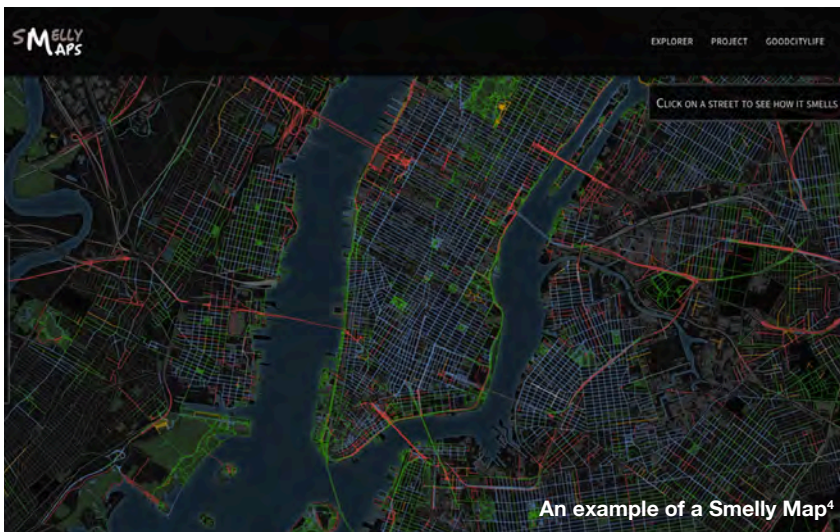 SMELLY
MAPS
EXPLORER PROJECT GOODCITYLIFE
CLICK ON A STREET TO SEE HOW IT SMELLS
An example of a Smelly Map⁴